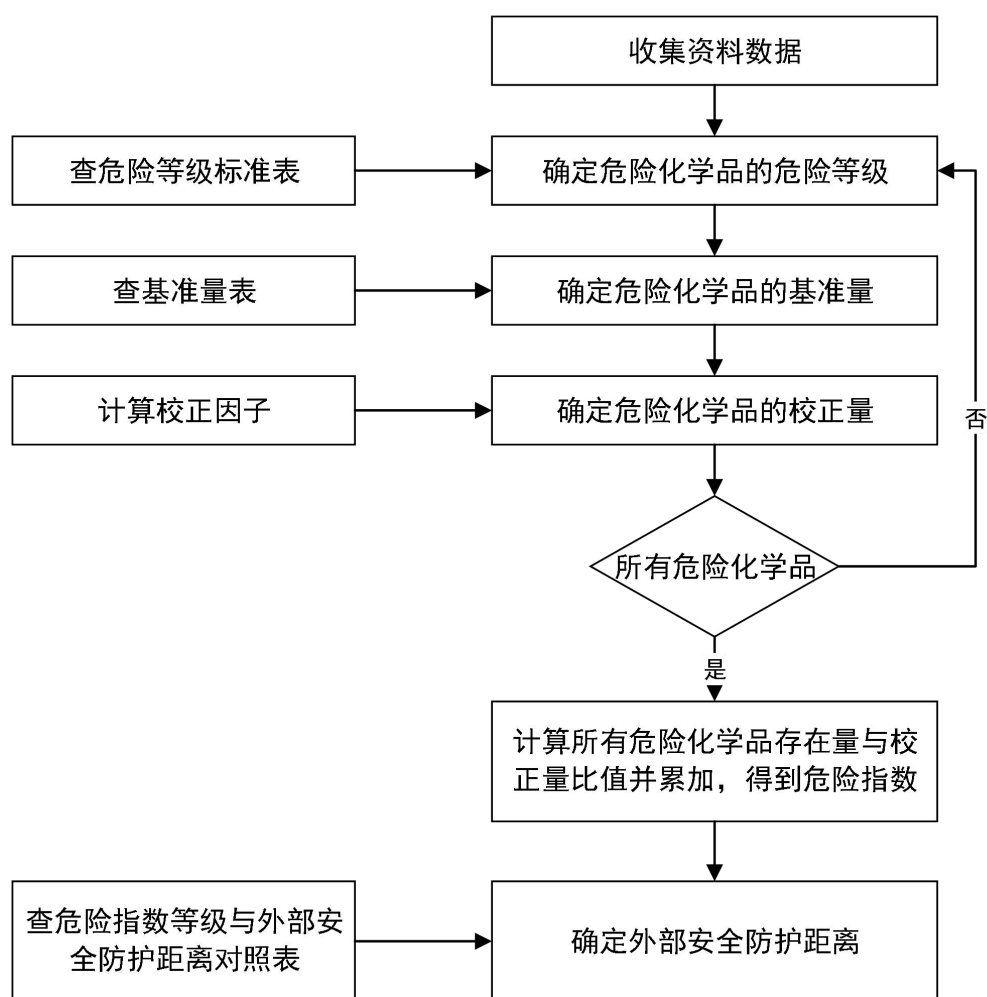 收集资料数据
查危险等级标准表
确定危险化学品的危险等级
查基准量表
确定危险化学品的基准量
计算校正因子
确定危险化学品的校正量
否
所有危险化学品
是
计算所有危险化学品存在量与校
正量比值并累加，得到危险指数
查危险指数等级与外部安
全防护距离对照表
确定外部安全防护距离